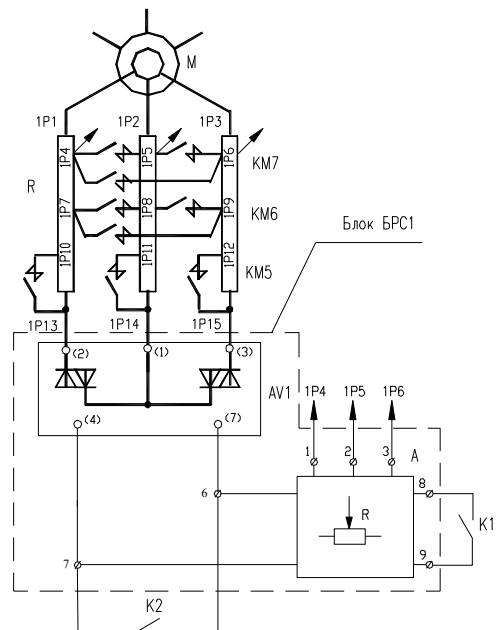 M
1P1 1P2 1P3
1P4 1P5 1P6
KM7
R
1P7 1P8 1P9
KM6
Блок БРС1
1P10 1P11 1P12
KM5
1P13 1P14 1P15
(2) (1) (3)
AV1
1P4 1P5 1P6
(4) (7)
1 2 3 A
6
8
R
K1
7
9
K2